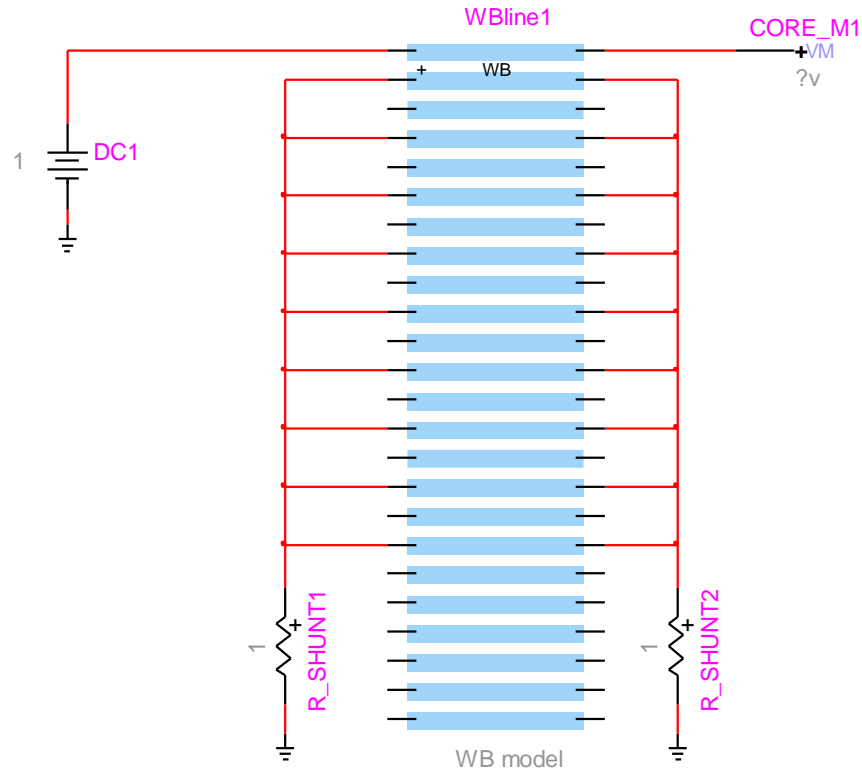 WBline1
CORE_M1
+VM
?v
+
WB
1
DC1
1
+
R_SHUNT1
1
+
R_SHUNT2
WB model